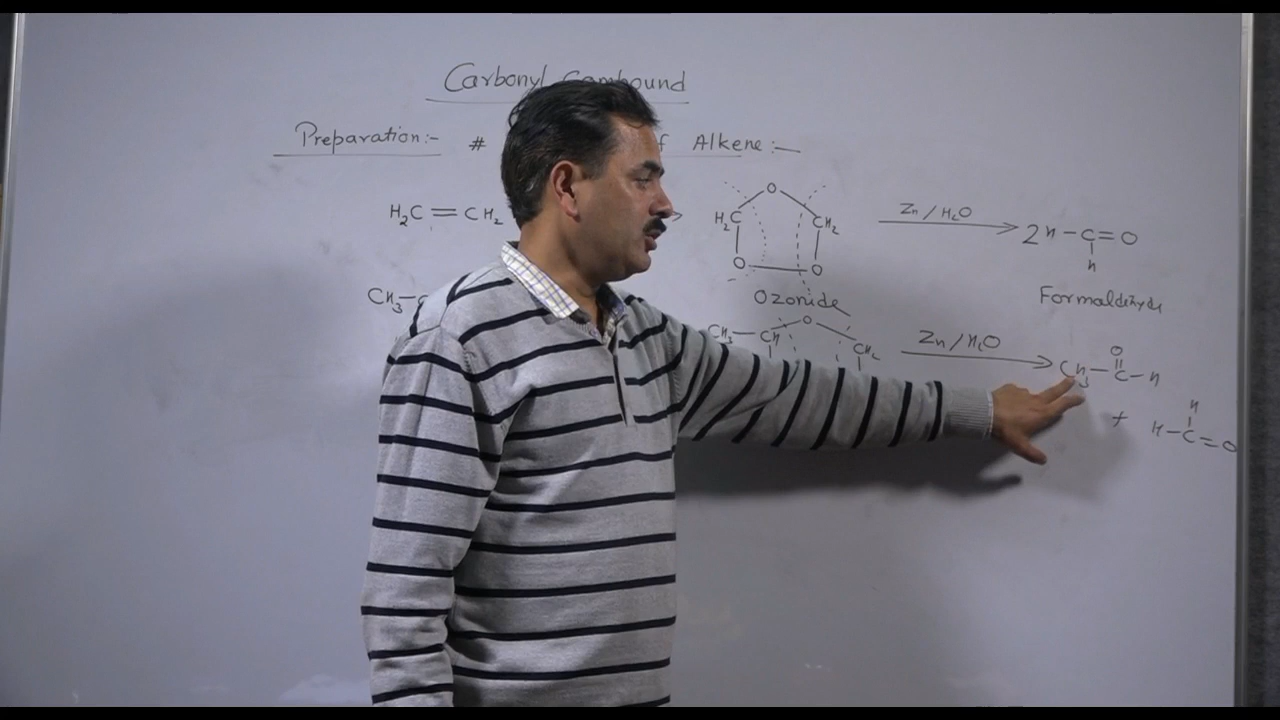 Carbonyl Compound
Preparation:- # f Alkene :—
H₂C = CH₂ → H₂C O CH₂ O O Zn / H₂O → 2 H – C = O
H
Ozonide Formaldehyde
CH₃ – CH₃ – CH O CH₂ Zn / H₂O → CH₃ – C – H
O
+ H – C = O
H